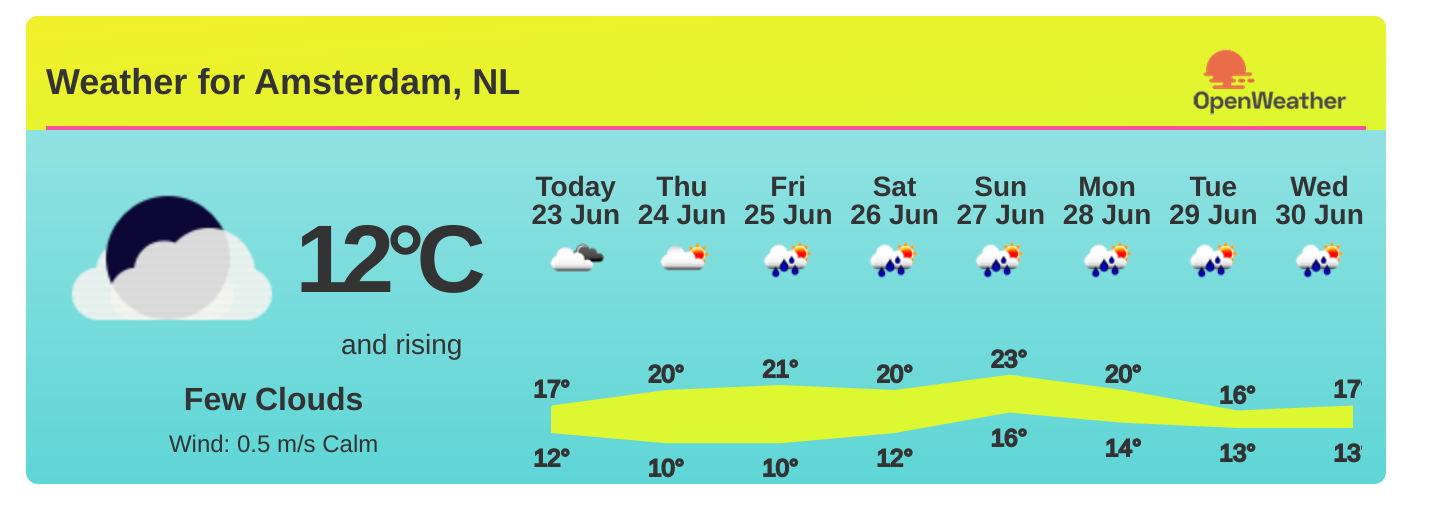 Weather for Amsterdam, NL
OpenWeather
12°C
and rising
Few Clouds
Wind: 0.5 m/s Calm
Today Thu Fri Sat Sun Mon Tue Wed
23 Jun 24 Jun 25 Jun 26 Jun 27 Jun 28 Jun 29 Jun 30 Jun
17° 20° 21° 20° 23° 20° 16° 17°
12° 10° 10° 12° 16° 14° 13° 13°